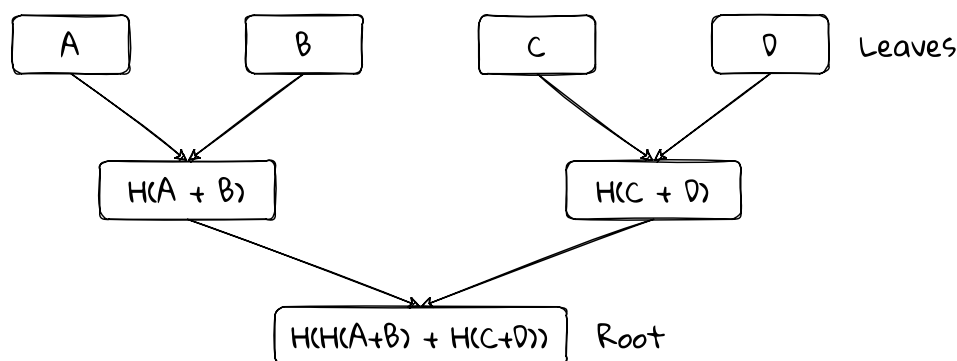 A B C D Leaves
H(A + B) H(C + D)
H(H(A+B) + H(C+D)) Root